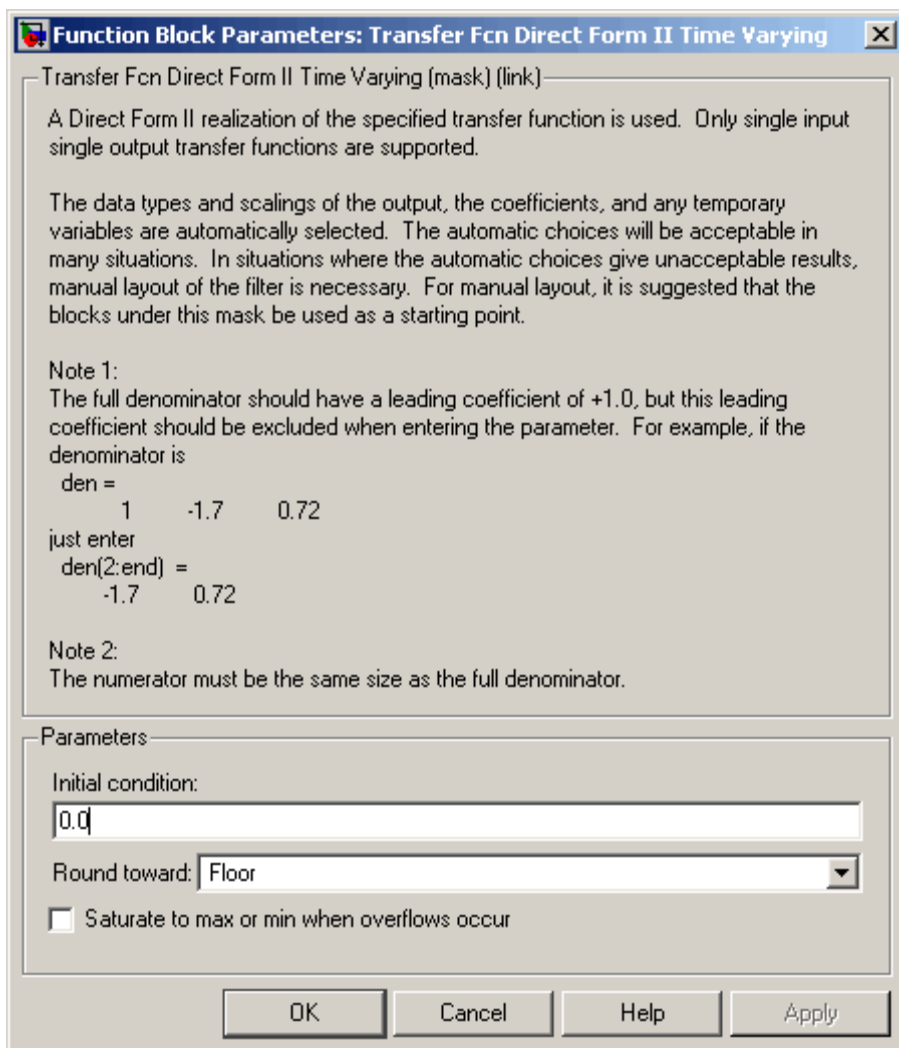 Function Block Parameters: Transfer Fcn Direct Form II Time Varying
Transfer Fcn Direct Form II Time Varying (mask) (link)
A Direct Form II realization of the specified transfer function is used.  Only single input
single output transfer functions are supported.
The data types and scalings of the output, the coefficients, and any temporary
variables are automatically selected.  The automatic choices will be acceptable in
many situations.  In situations where the automatic choices give unacceptable results,
manual layout of the filter is necessary.  For manual layout, it is suggested that the
blocks under this mask be used as a starting point.
Note 1:
The full denominator should have a leading coefficient of +1.0, but this leading
coefficient should be excluded when entering the parameter.  For example, if the
denominator is
den =
1 -1.7 0.72
just enter
den(2:end) =
-1.7 0.72
Note 2:
The numerator must be the same size as the full denominator.
Parameters
Initial condition:
0.0
Round toward: Floor
Saturate to max or min when overflows occur
OK Cancel Help Apply